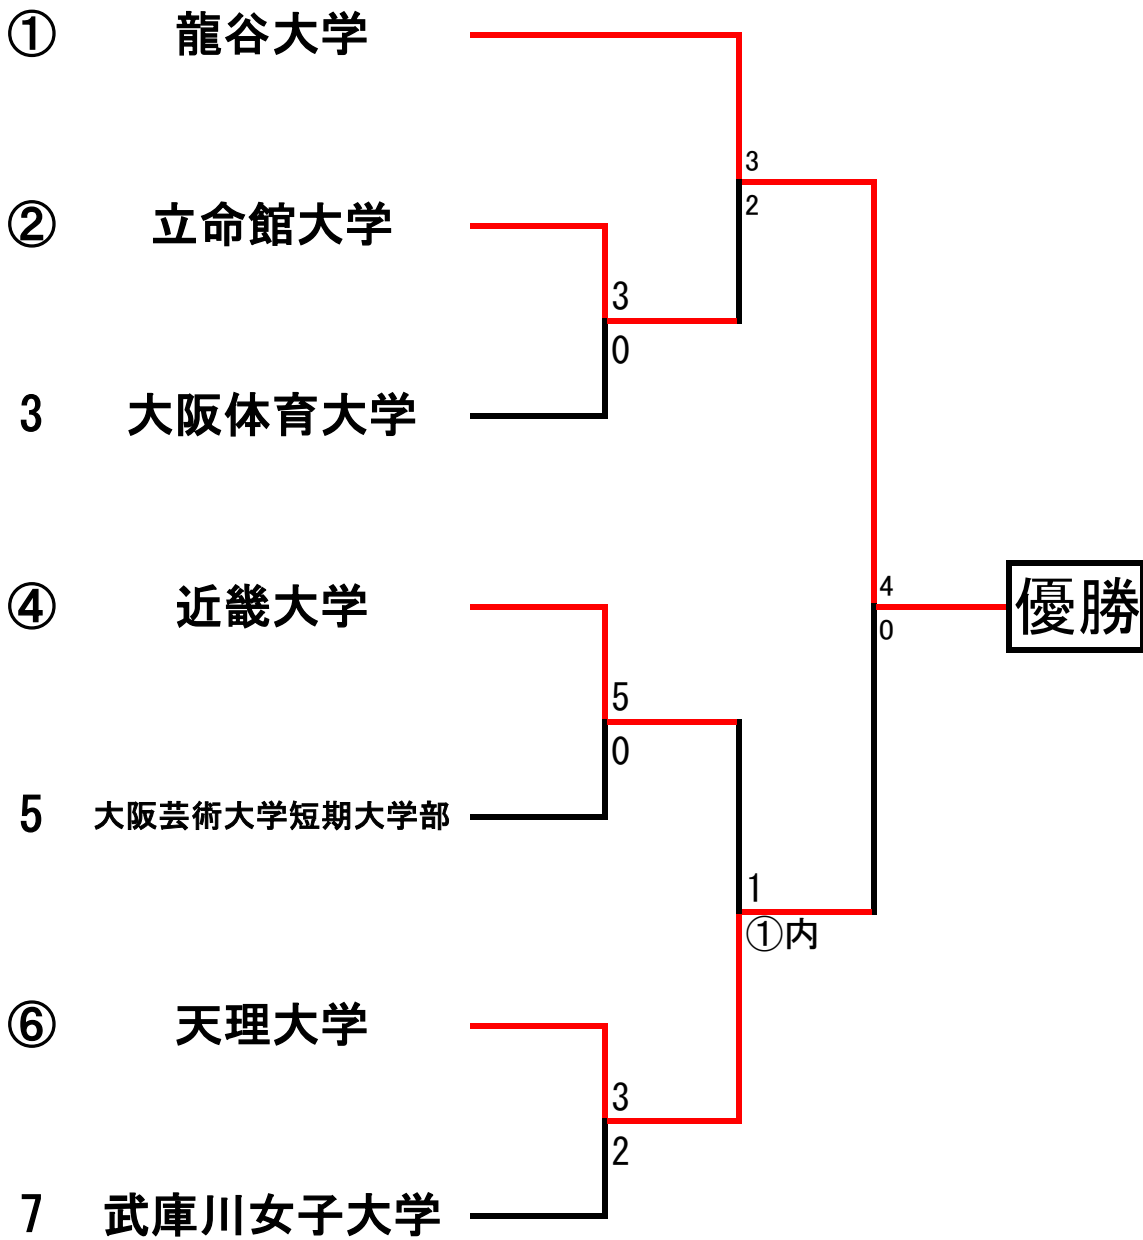 ① 龍谷大学
3
2
② 立命館大学
3
0
3 大阪体育大学
4
0
優勝
④ 近畿大学
5
0
5 大阪芸術大学短期大学部
1
①内
⑥ 天理大学
3
2
7 武庫川女子大学